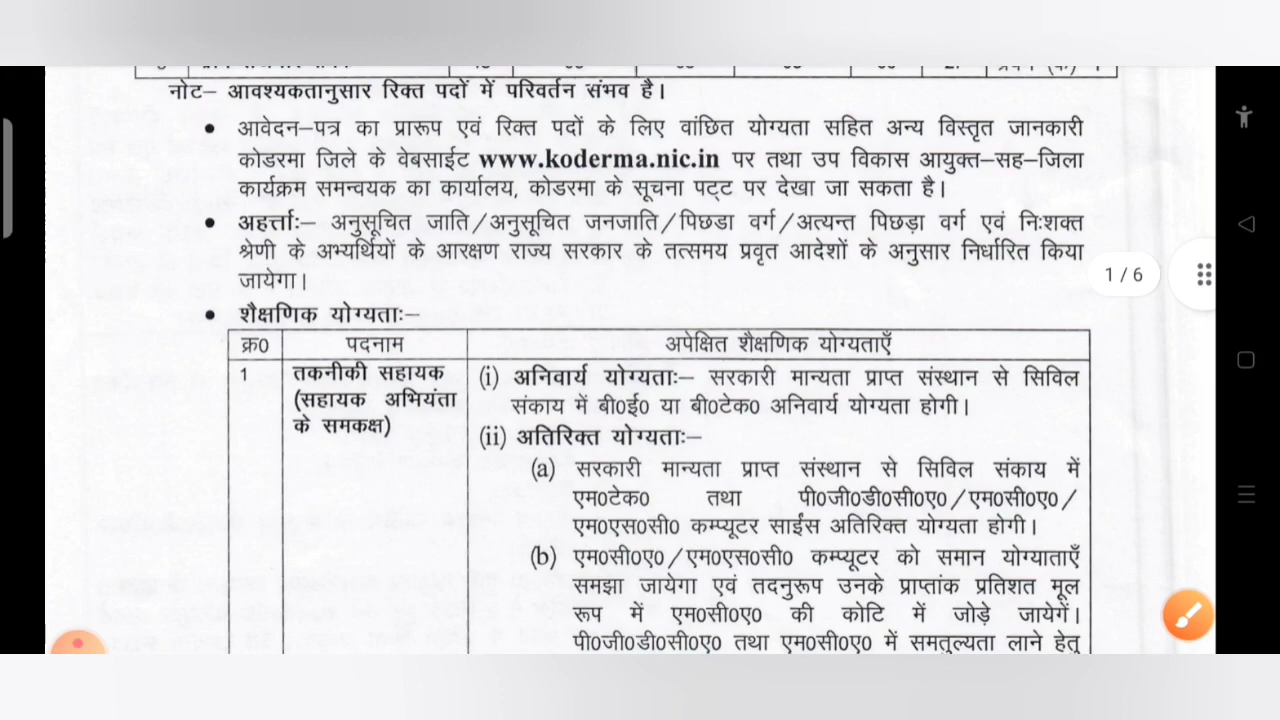 नोट– आवश्यकतानुसार रिक्त पदों में परिवर्तन संभव है।
• आवेदन–पत्र का प्रारूप एवं रिक्त पदों के लिए वांछित योग्यता सहित अन्य विस्तृत जानकारी
कोडरमा जिले के वेबसाईट www.koderma.nic.in पर तथा उप विकास आयुक्त–सह–जिला
कार्यक्रम समन्वयक का कार्यालय, कोडरमा के सूचना पट्ट पर देखा जा सकता है।
• अहर्त्ताः– अनुसूचित जाति/अनुसूचित जनजाति/पिछडा वर्ग/अत्यन्त पिछड़ा वर्ग एवं निःशक्त
श्रेणी के अभ्यर्थियों के आरक्षण राज्य सरकार के तत्समय प्रवृत आदेशों के अनुसार निर्धारित किया
जायेगा।
1 / 6
• शैक्षणिक योग्यताः–
क्र0 पदनाम अपेक्षित शैक्षणिक योग्यताएँ
1 तकनीकी सहायक
(सहायक अभियंता
के समकक्ष)
(i) अनिवार्य योग्यताः– सरकारी मान्यता प्राप्त संस्थान से सिविल
संकाय में बी0ई0 या बी0टेक0 अनिवार्य योग्यता होगी।
(ii) अतिरिक्त योग्यताः–
(a) सरकारी मान्यता प्राप्त संस्थान से सिविल संकाय में
एम0टेक0 तथा पी0जी0डी0सी0ए0/एम0सी0ए0/
एम0एस0सी0 कम्प्यूटर साईंस अतिरिक्त योग्यता होगी।
(b) एम0सी0ए0/एम0एस0सी0 कम्प्यूटर को समान योग्याताएँ
समझा जायेगा एवं तदनुरूप उनके प्राप्तांक प्रतिशत मूल
रूप में एम0सी0ए0 की कोटि में जोड़े जायेगें।
पी0जी0डी0सी0ए0 तथा एम0सी0ए0 में समतुल्यता लाने हेतु